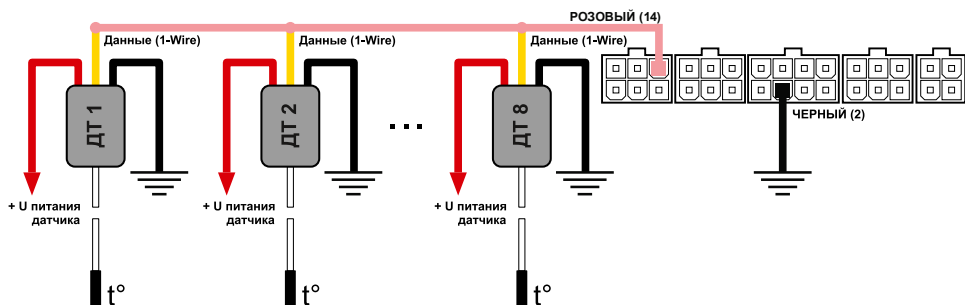 РОЗОВЫЙ (14)
Данные (1-Wire)
Данные (1-Wire)
Данные (1-Wire)
ДТ 1
ДТ 2
...
ДТ 8
ЧЕРНЫЙ (2)
+ U питания
датчика
+ U питания
датчика
+ U питания
датчика
t°
t°
t°